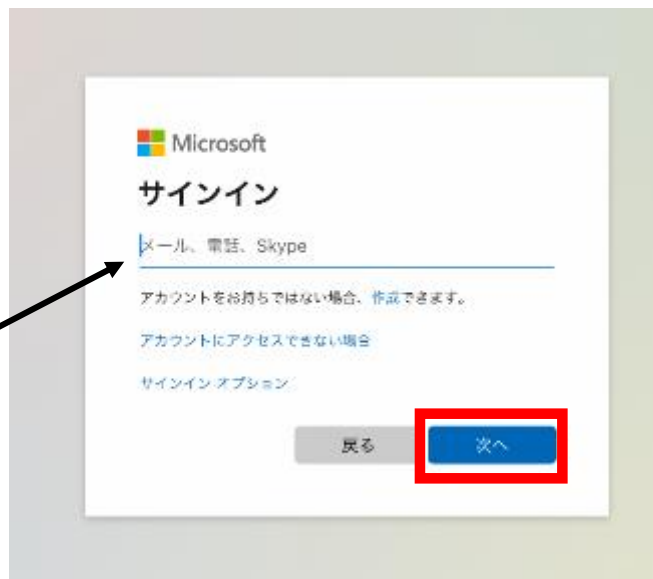 Microsoft
サインイン
メール、電話、Skype
アカウントをお持ちではない場合、作成できます。
アカウントにアクセスできない場合
サインイン オプション
戻る
次へ